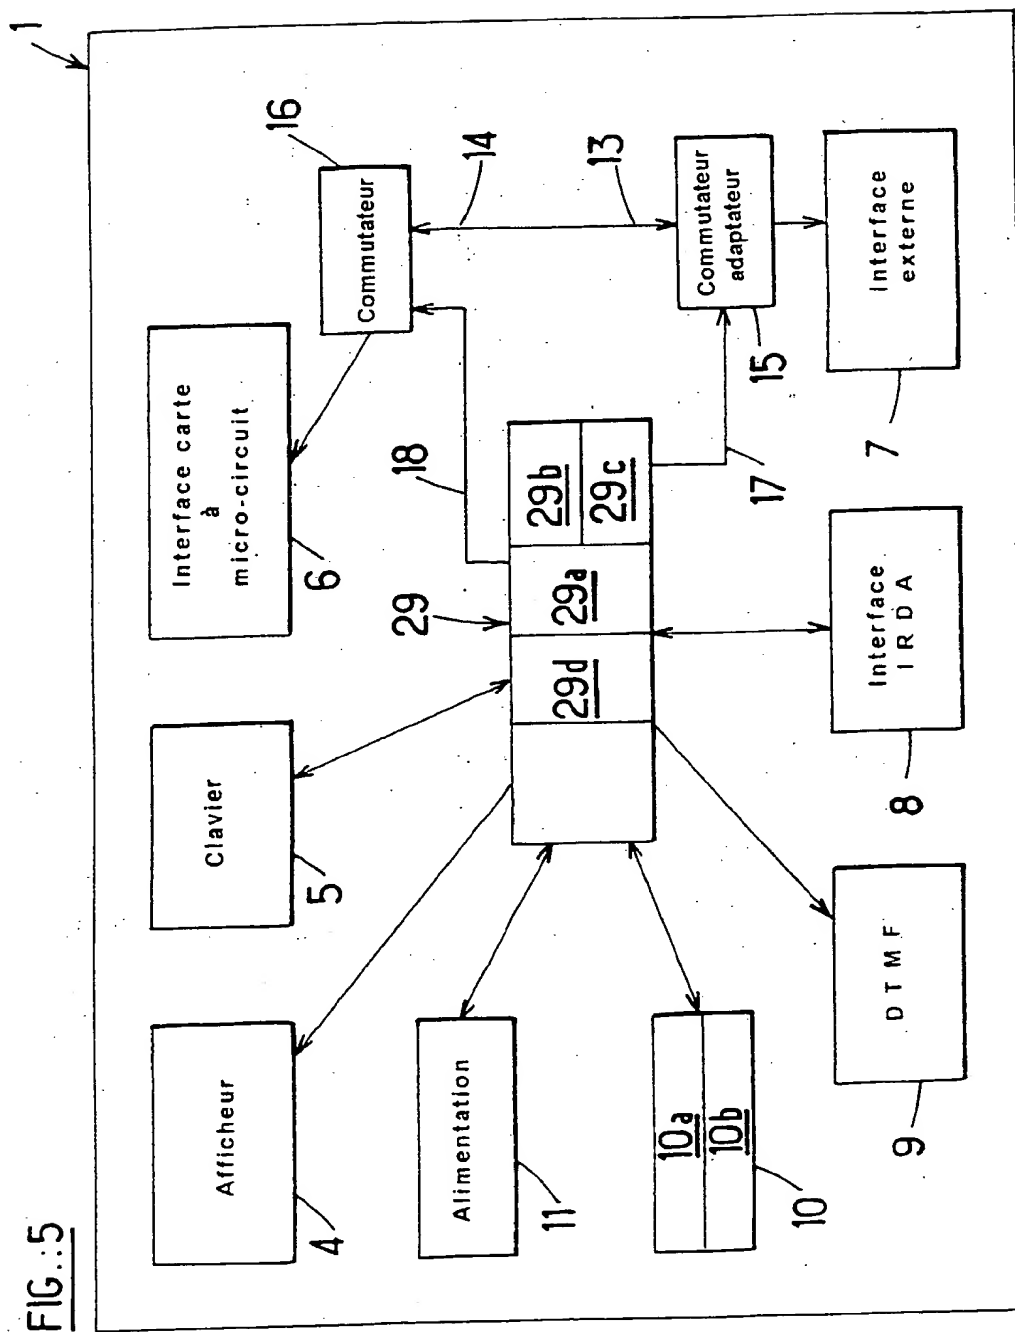 FIG.:5
1
Afficheur
4
Clavier
5
Interface carte
à
micro-circuit
6
Commutateur
16
14
13
18
29
Alimentation
11
29d
29a
29b
29c
10a
10b
10
17
Commutateur
adaptateur
15
DTMF
9
Interface
IRDA
8
Interface
externe
7